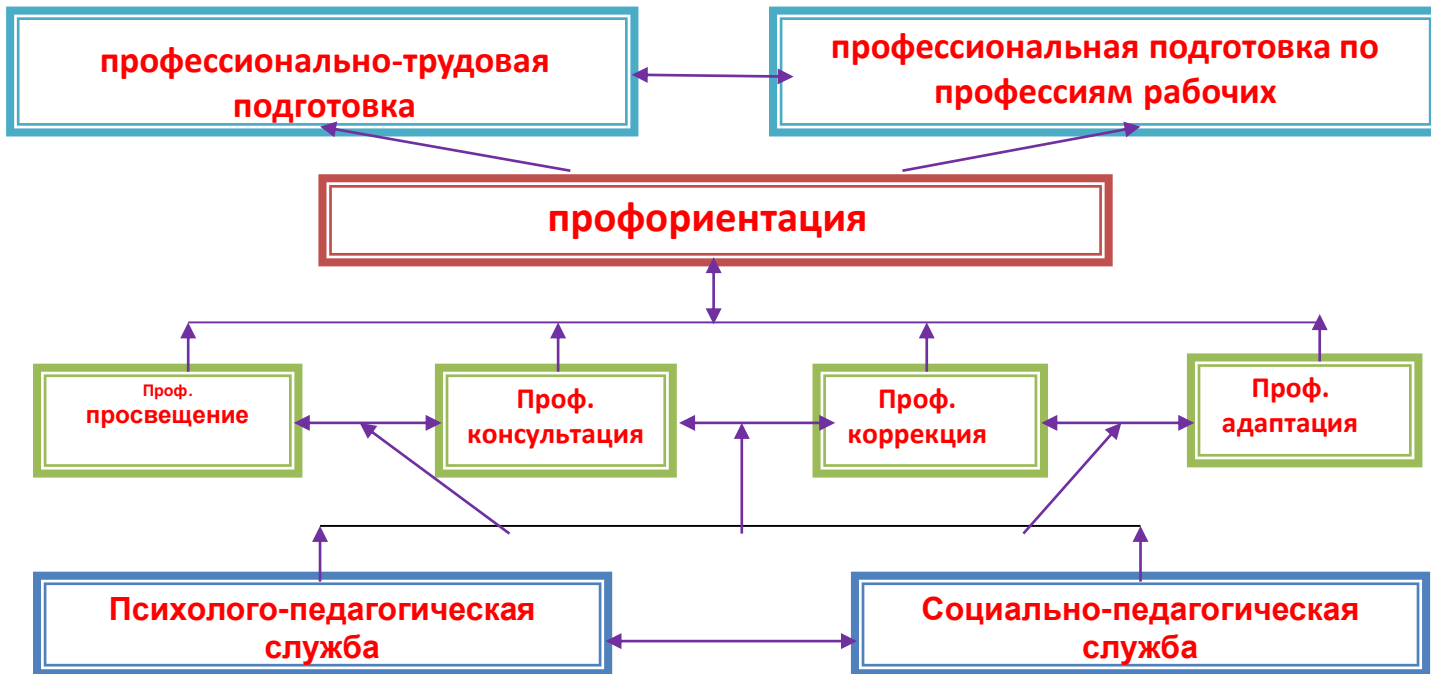 профессионально-трудовая
подготовка
профессиональная подготовка по
профессиям рабочих
профориентация
Проф.
просвещение
Проф.
консультация
Проф.
коррекция
Проф.
адаптация
Психолого-педагогическая
служба
Социально-педагогическая
служба